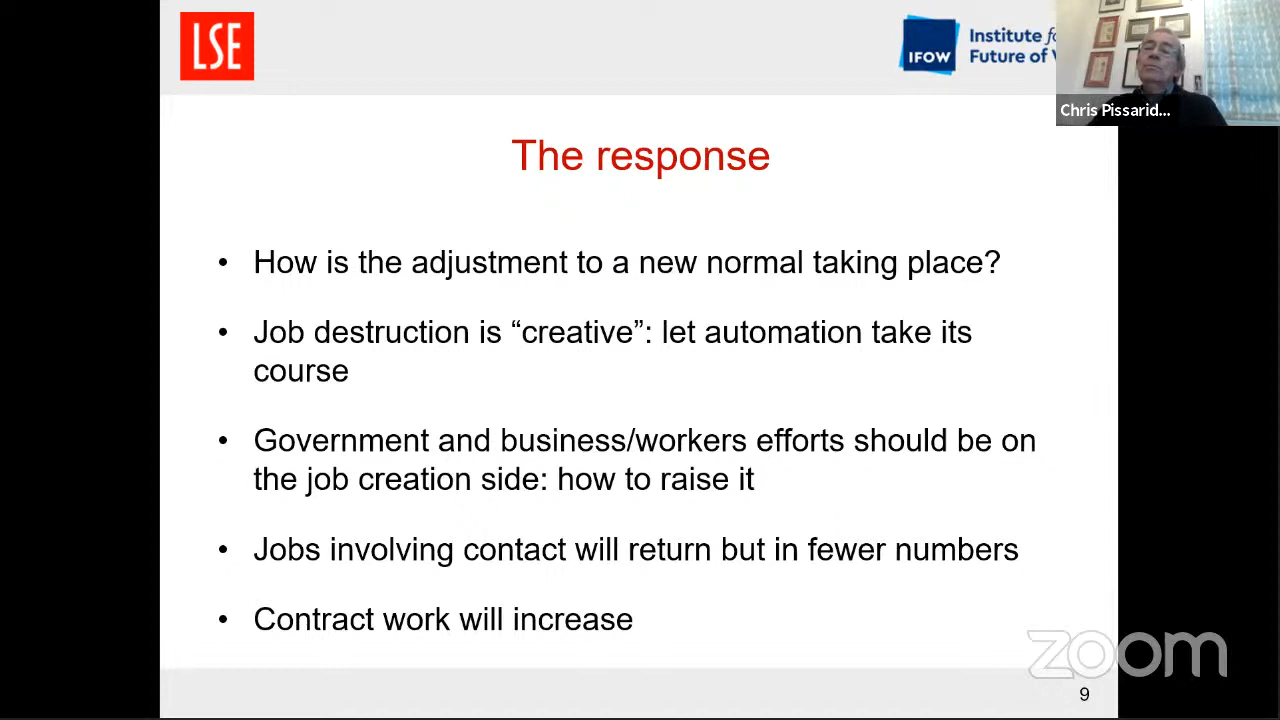 LSE
IFOW
Institute for
Future of
Chris Pissarid...
The response
• How is the adjustment to a new normal taking place?
• Job destruction is “creative”: let automation take its
course
• Government and business/workers efforts should be on
the job creation side: how to raise it
• Jobs involving contact will return but in fewer numbers
• Contract work will increase
zoom
9